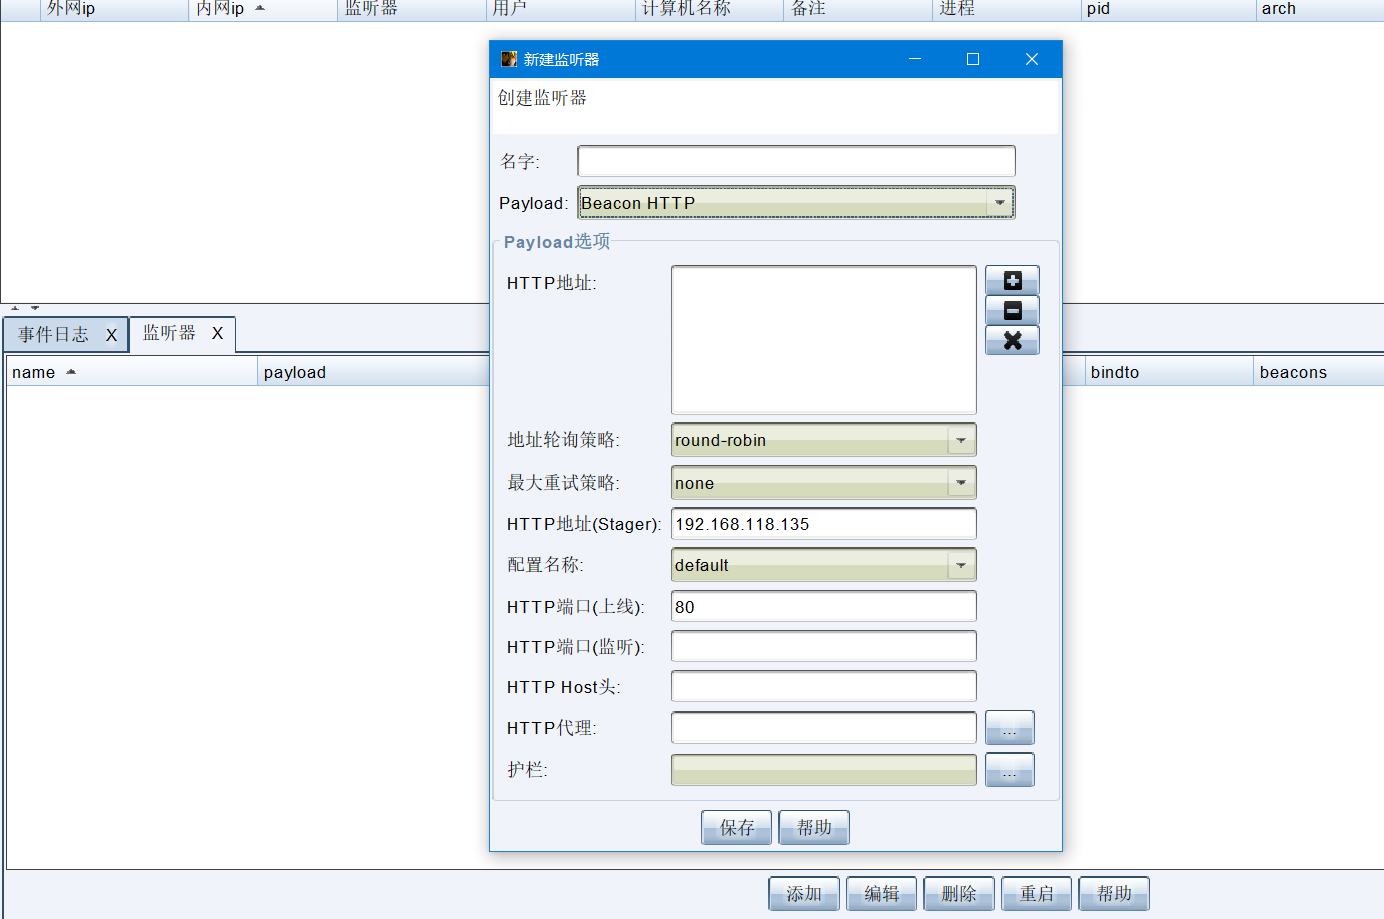 外网ip 内网ip 监听器 用户 计算机名称 备注 进程 pid arch
新建监听器
创建监听器
名字:
Payload: Beacon HTTP
Payload选项
HTTP地址:
地址轮询策略: round-robin
最大重试策略: none
HTTP地址(Stager): 192.168.118.135
配置名称: default
HTTP端口(上线): 80
HTTP端口(监听):
HTTP Host头:
HTTP代理: ...
护栏: ...
保存 帮助
事件日志 X 监听器 X
name payload bindto beacons
添加 编辑 删除 重启 帮助